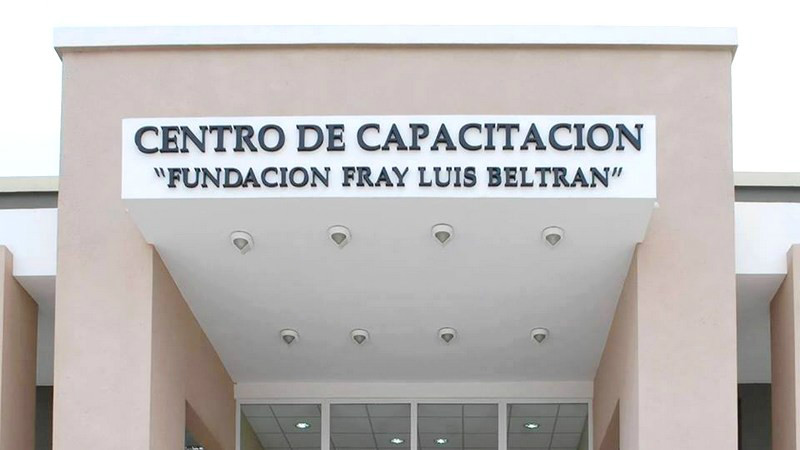 CENTRO DE CAPACITACION
"FUNDACION FRAY LUIS BELTRAN"